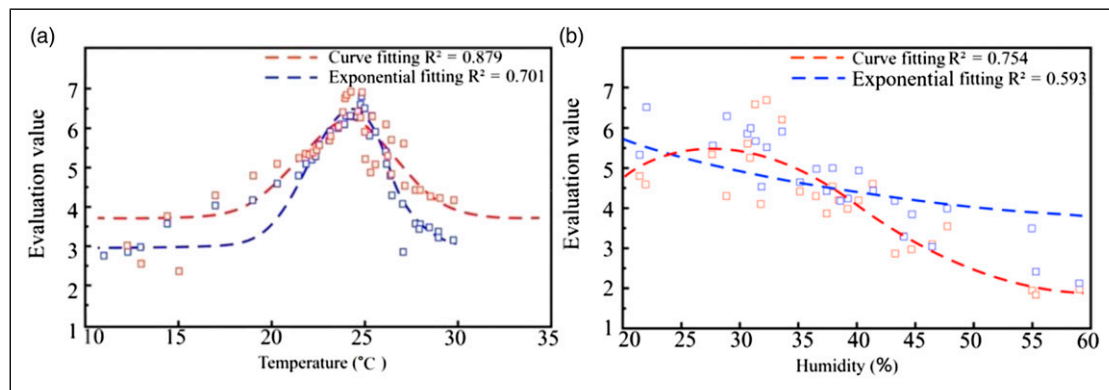 (a)
Curve fitting R² = 0.879
Exponential fitting R² = 0.701
7
6
5
4
3
2
1
10 15 20 25 30 35
Evaluation value
Temperature (°C)
(b)
Curve fitting R² = 0.754
Exponential fitting R² = 0.593
7
6
5
4
3
2
1
20 25 30 35 40 45 50 55 60
Evaluation value
Humidity (%)